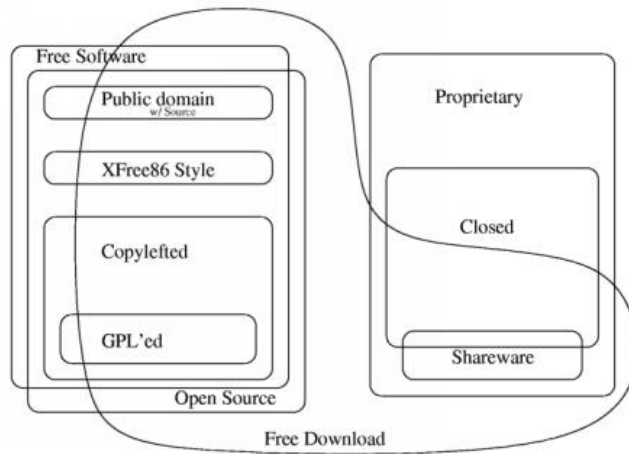 Free Software
Public domain
w/ Source
XFree86 Style
Copylefted
GPL'ed
Open Source
Proprietary
Closed
Shareware
Free Download